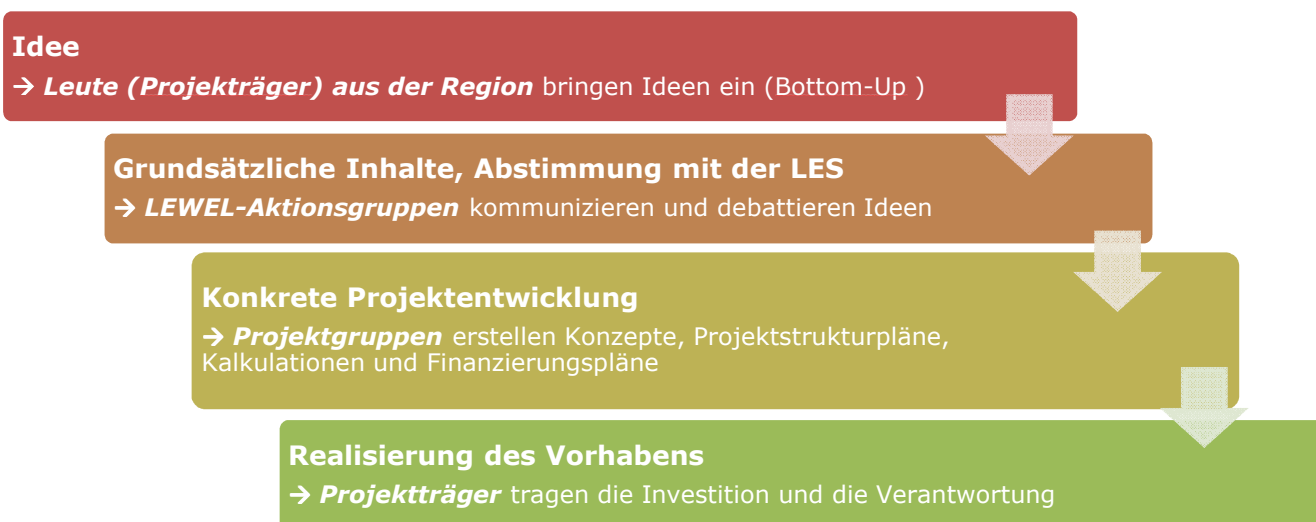 Idee
→ Leute (Projekträger) aus der Region bringen Ideen ein (Bottom-Up )
Grundsätzliche Inhalte, Abstimmung mit der LES
→ LEWEL-Aktionsgruppen kommunizieren und debattieren Ideen
Konkrete Projektentwicklung
→ Projektgruppen erstellen Konzepte, Projektstrukturpläne,
Kalkulationen und Finanzierungspläne
Realisierung des Vorhabens
→ Projektträger tragen die Investition und die Verantwortung